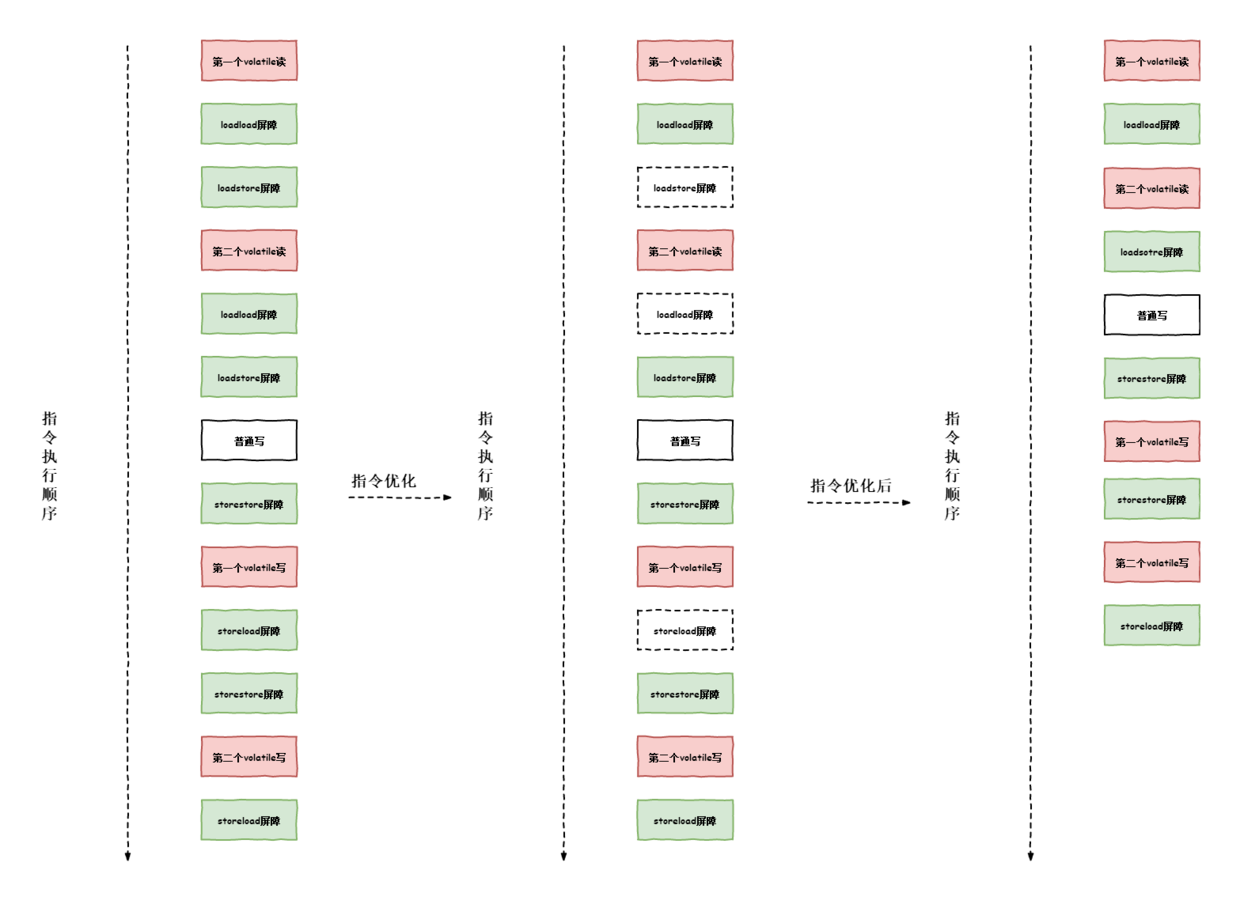 第一个volatile读
loadload屏障
loadstore屏障
第二个volatile读
loadload屏障
loadstore屏障
普通写
storestore屏障
第一个volatile写
storeload屏障
storestore屏障
第二个volatile写
storeload屏障
指令执行顺序
指令优化
第一个volatile读
loadload屏障
loadstore屏障
第二个volatile读
loadload屏障
loadstore屏障
普通写
storestore屏障
第一个volatile写
storeload屏障
storestore屏障
第二个volatile写
storeload屏障
指令执行顺序
指令优化后
第一个volatile读
loadload屏障
第二个volatile读
loadsotre屏障
普通写
storestore屏障
第一个volatile写
storestore屏障
第二个volatile写
storeload屏障
指令执行顺序